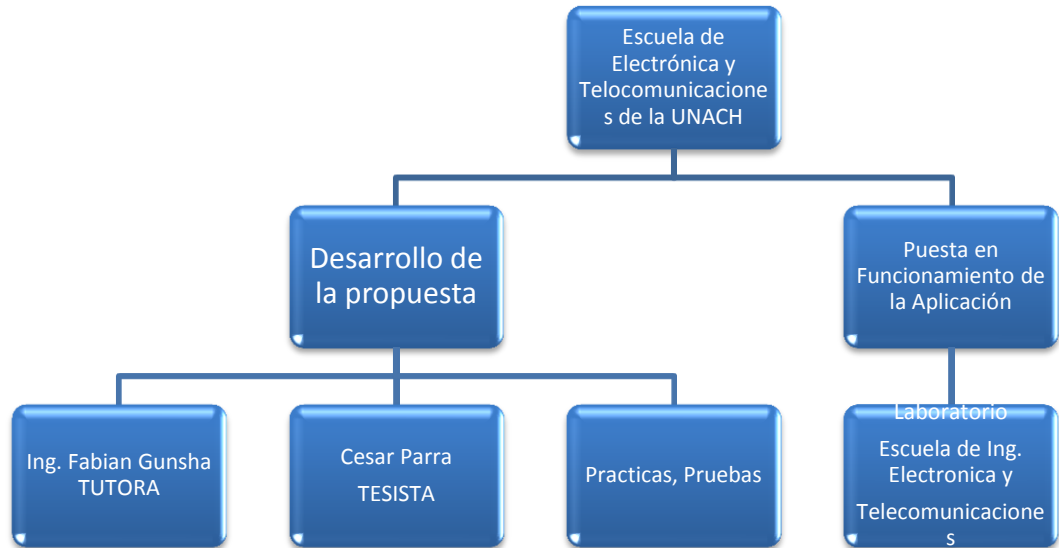 Escuela de
Electrónica y
Telocomunicacione
s de la UNACH
Desarrollo de
la propuesta
Puesta en
Funcionamiento de
la Aplicación
Ing. Fabian Gunsha
TUTORA
Cesar Parra
TESISTA
Practicas, Pruebas
Laboratorio
Escuela de Ing.
Electronica y
Telecomunicacione
s